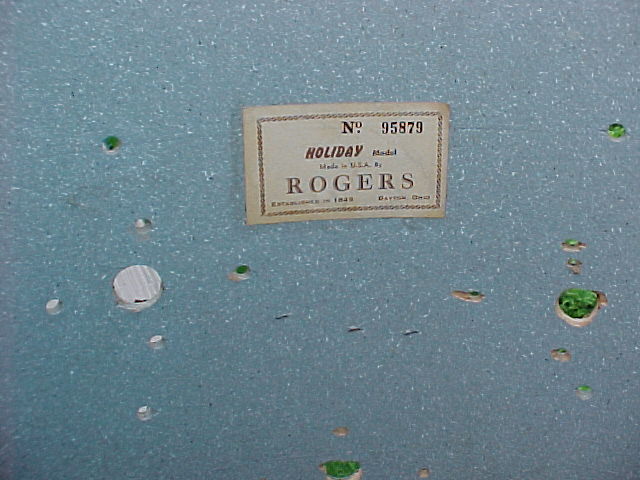 No. 95879
HOLIDAY Model
Made in U.S.A. By
ROGERS
ESTABLISHED IN 1849 DAYTON, OHIO